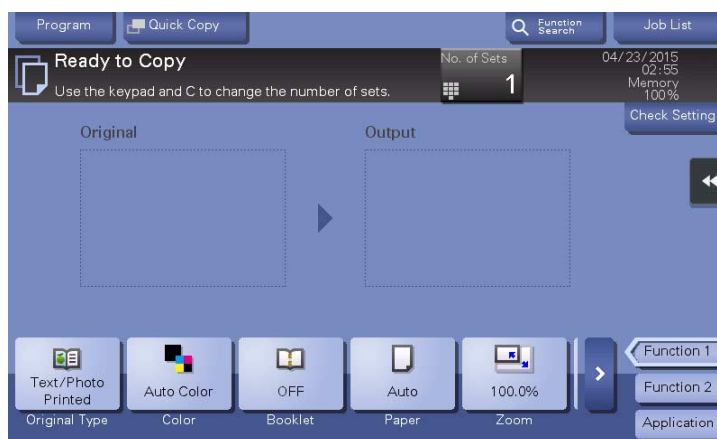 Program
Quick Copy
Function
Search
Job List
Ready to Copy
Use the keypad and C to change the number of sets.
No. of Sets
1
04/23/2015
02:55
Memory
100%
Check Setting
Original
Output
Text/Photo
Printed
Auto Color
OFF
Auto
100.0%
Original Type
Color
Booklet
Paper
Zoom
Function 1
Function 2
Application